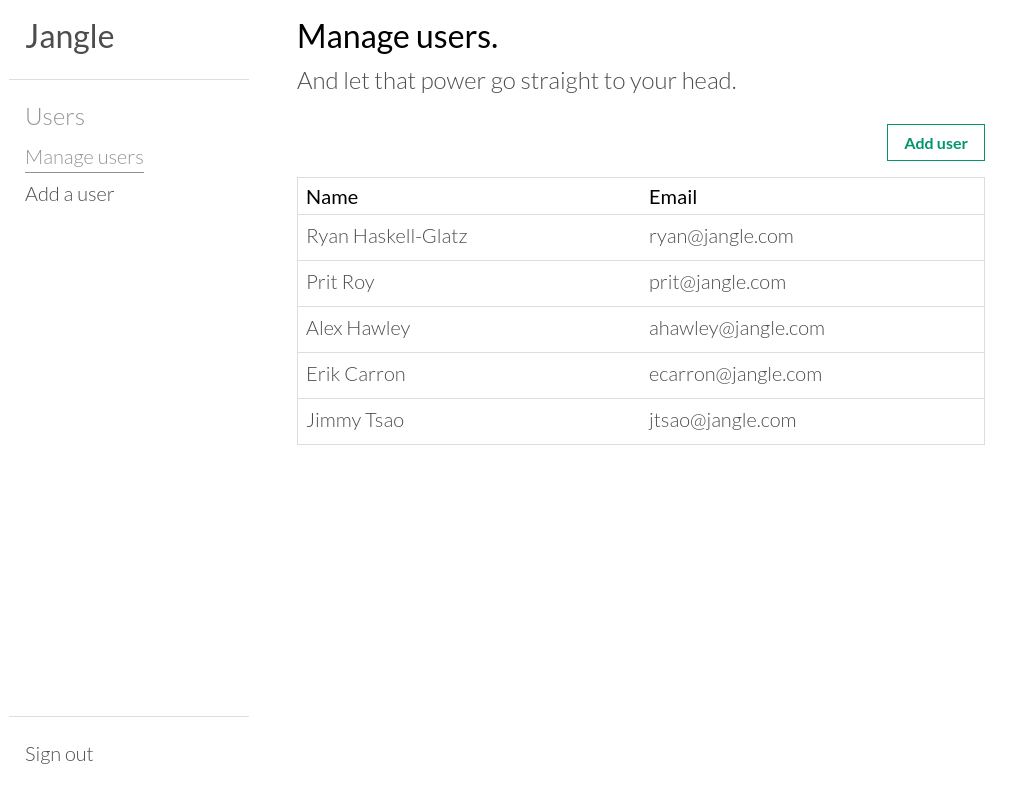 Jangle
Users
Manage users
Add a user
Sign out
Manage users.
And let that power go straight to your head.
Add user
Name Email
Ryan Haskell-Glatz ryan@jangle.com
Prit Roy prit@jangle.com
Alex Hawley ahawley@jangle.com
Erik Carron ecarron@jangle.com
Jimmy Tsao jtsao@jangle.com